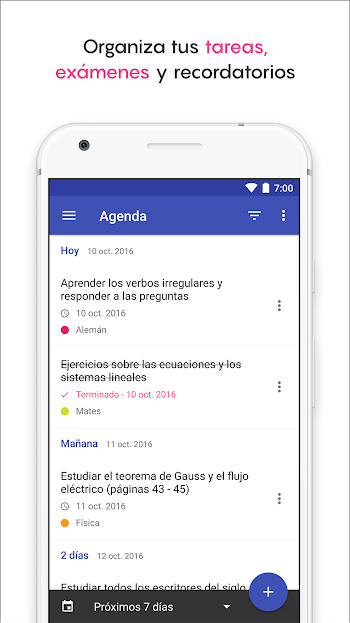 Organiza tus tareas,
exámenes y recordatorios
7:00
Agenda
Hoy 10 oct. 2016
Aprender los verbos irregulares y
responder a las preguntas
10 oct. 2016
Alemán
Ejercicios sobre las ecuaciones y los
sistemas lineales
Terminado - 10 oct. 2016
Mates
Mañana 11 oct. 2016
Estudiar el teorema de Gauss y el flujo
eléctrico (páginas 43 - 45)
11 oct. 2016
Física
2 días 12 oct. 2016
Estudiar todos los escritores del siglo
Próximos 7 días